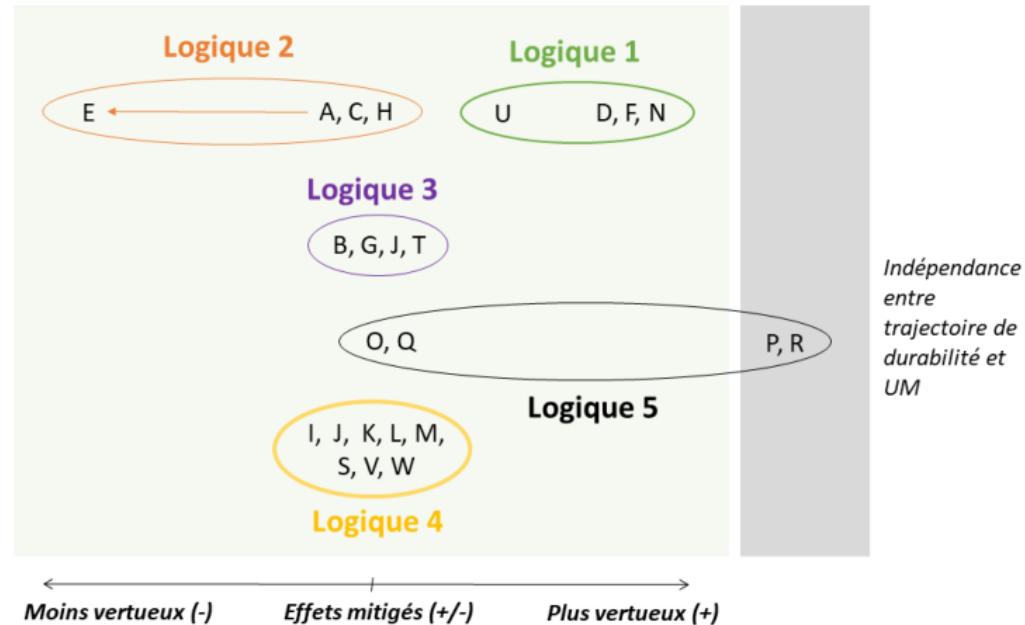 Logique 2
Logique 1
E
A, C, H
U
D, F, N
Logique 3
B, G, J, T
Indépendance
entre
trajectoire de
durabilité et
UM
O, Q
P, R
Logique 5
I, J, K, L, M,
S, V, W
Logique 4
Moins vertueux (-)
Effets mitigés (+/-)
Plus vertueux (+)